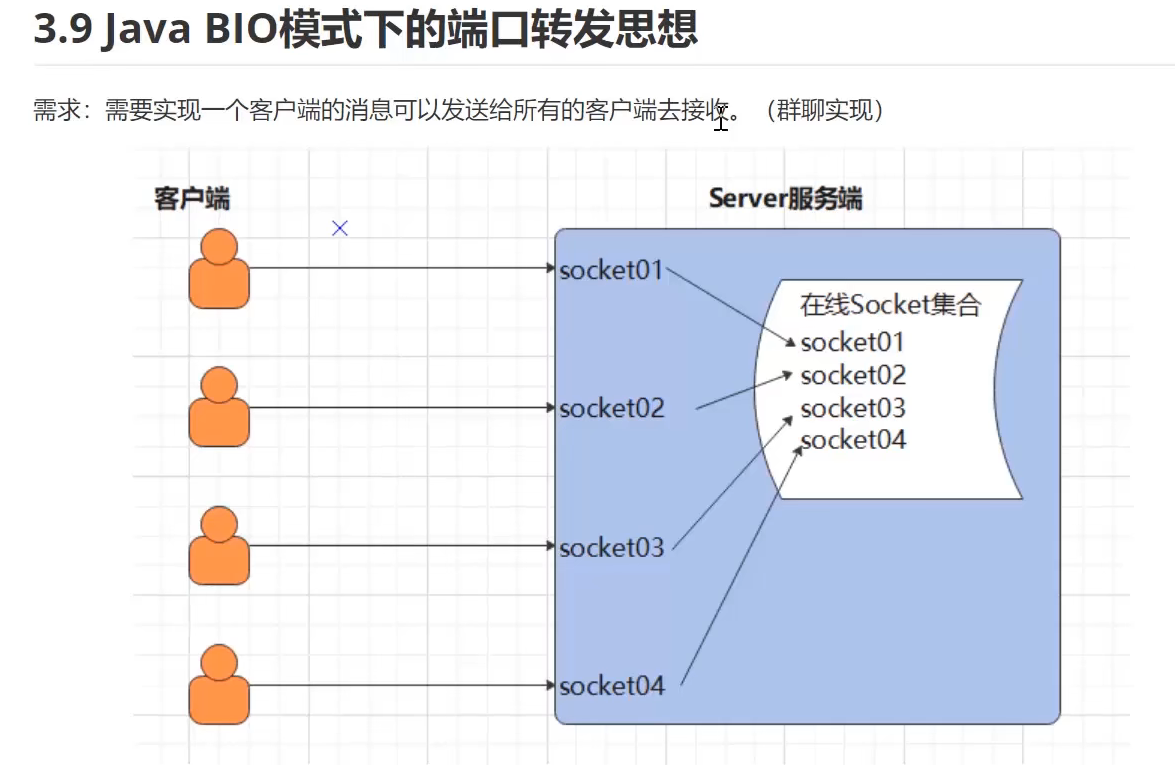 3.9 Java BIO模式下的端口转发思想
需求：需要实现一个客户端的消息可以发送给所有的客户端去接收。（群聊实现）
客户端
Server服务端
socket01
在线Socket集合
socket01
socket02
socket03
socket04
socket02
socket03
socket04